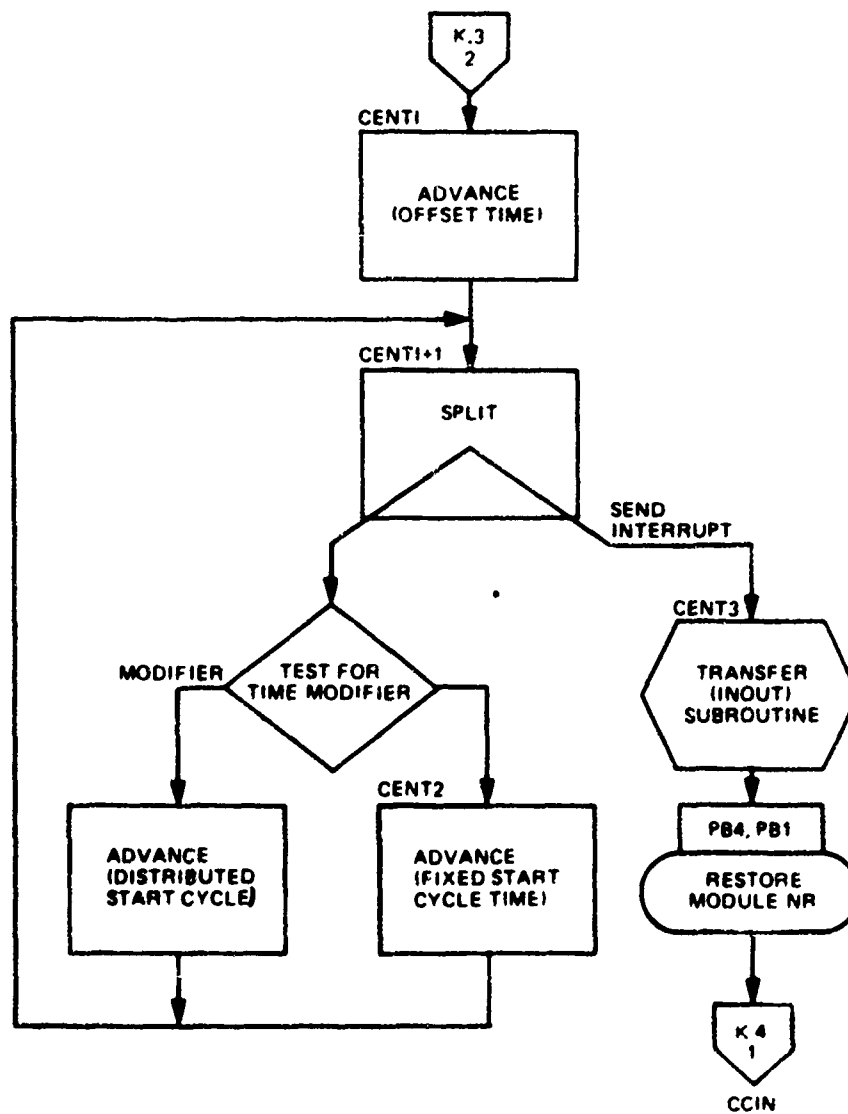 K.3
2
CENTI
ADVANCE
(OFFSET TIME)
CENTI+1
SPLIT
SEND
INTERRUPT
CENT3
MODIFIER
TEST FOR
TIME MODIFIER
TRANSFER
(INOUT)
SUBROUTINE
CENT2
ADVANCE
(DISTRIBUTED
START CYCLE)
ADVANCE
(FIXED START
CYCLE TIME)
PB4, PB1
RESTORE
MODULE NR
K.4
1
CCIN